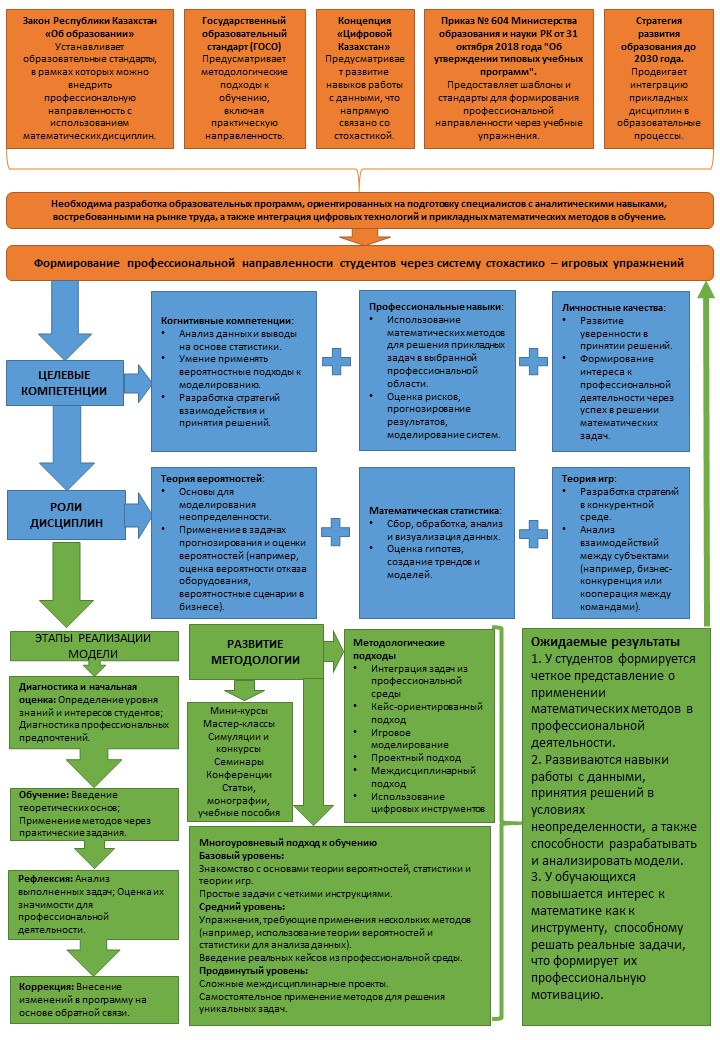 Закон Республики Казахстан
«Об образовании»
Устанавливает
образовательные стандарты,
в рамках которых можно
внедрить
профессиональную
направленность с
использованием
математических дисциплин.
Государственный
образовательный
стандарт (ГОСО)
Предусматривает
методологические
подходы к
обучению,
включая
практическую
направленность.
Концепция
«Цифровой
Казахстан»
Предусматривае
т развитие
навыков работы
с данными, что
напрямую
связано со
стохастикой.
Приказ № 604 Министерства
образования и науки РК от 31
октября 2018 года "Об
утверждении типовых учебных
программ".
Предоставляет шаблоны и
стандарты для формирования
профессиональной
направленности через учебные
упражнения.
Стратегия
развития
образования до
2030 года.
Продвигает
интеграцию
прикладных
дисциплин в
образовательные
процессы.
Необходима разработка образовательных программ, ориентированных на подготовку специалистов с аналитическими навыками,
востребованными на рынке труда, а также интеграция цифровых технологий и прикладных математических методов в обучение.
Формирование профессиональной направленности студентов через систему стохастико – игровых упражнений
ЦЕЛЕВЫЕ
КОМПЕТЕНЦИИ
Когнитивные компетенции:
• Анализ данных и выводы
на основе статистики.
• Умение применять
вероятностные подходы к
моделированию.
• Разработка стратегий
взаимодействия и
принятия решений.
Профессиональные навыки:
• Использование
математических методов
для решения прикладных
задач в выбранной
профессиональной
области.
• Оценка рисков,
прогнозирование
результатов,
моделирование систем.
Личностные качества:
• Развитие
уверенности в
принятии решений.
• Формирование
интереса к
профессиональной
деятельности через
успех в решении
математических
задач.
РОЛИ
ДИСЦИПЛИН
Теория вероятностей:
• Основы для
моделирования
неопределенности.
• Применение в задачах
прогнозирования и оценки
вероятностей (например,
оценка вероятности отказа
оборудования,
вероятностные сценарии в
бизнесе).
Математическая статистика:
• Сбор, обработка, анализ
и визуализация данных.
• Оценка гипотез,
создание трендов и
моделей.
Теория игр:
• Разработка стратегий
в конкурентной
среде.
• Анализ
взаимодействий
между субъектами
(например, бизнес-
конкуренция или
кооперация между
командами).
ЭТАПЫ РЕАЛИЗАЦИИ
МОДЕЛИ
Диагностика и начальная
оценка: Определение уровня
знаний и интересов студентов;
Диагностика профессиональных
предпочтений.
Обучение: Введение
теоретических основ;
Применение методов через
практические задания.
Рефлексия: Анализ
выполненных задач; Оценка их
значимости для
профессиональной
деятельности.
Коррекция: Внесение
изменений в программу на
основе обратной связи.
РАЗВИТИЕ
МЕТОДОЛОГИИ
Мини-курсы
Мастер-классы
Симуляции и
конкурсы
Семинары
Конференции
Статьи,
монографии,
учебные пособия
Методологические
подходы
• Интеграция задач из
профессиональной
среды
• Кейс-ориентированный
подход
• Игровое
моделирование
• Проектный подход
• Междисциплинарный
подход
• Использование
цифровых инструментов
Многоуровневый подход к обучению
Базовый уровень:
Знакомство с основами теории вероятностей, статистики и
теории игр.
Простые задачи с четкими инструкциями.
Средний уровень:
Упражнения, требующие применения нескольких методов
(например, использование теории вероятностей и
статистики для анализа данных).
Введение реальных кейсов из профессиональной среды.
Продвинутый уровень:
Сложные междисциплинарные проекты.
Самостоятельное применение методов для решения
уникальных задач.
Ожидаемые результаты
1. У студентов формируется
четкое представление о
применении
математических методов в
профессиональной
деятельности.
2. Развиваются навыки
работы с данными,
принятия решений в
условиях
неопределенности, а также
способности разрабатывать
и анализировать модели.
3. У обучающихся
повышается интерес к
математике как к
инструменту, способному
решать реальные задачи,
что формирует их
профессиональную
мотивацию.